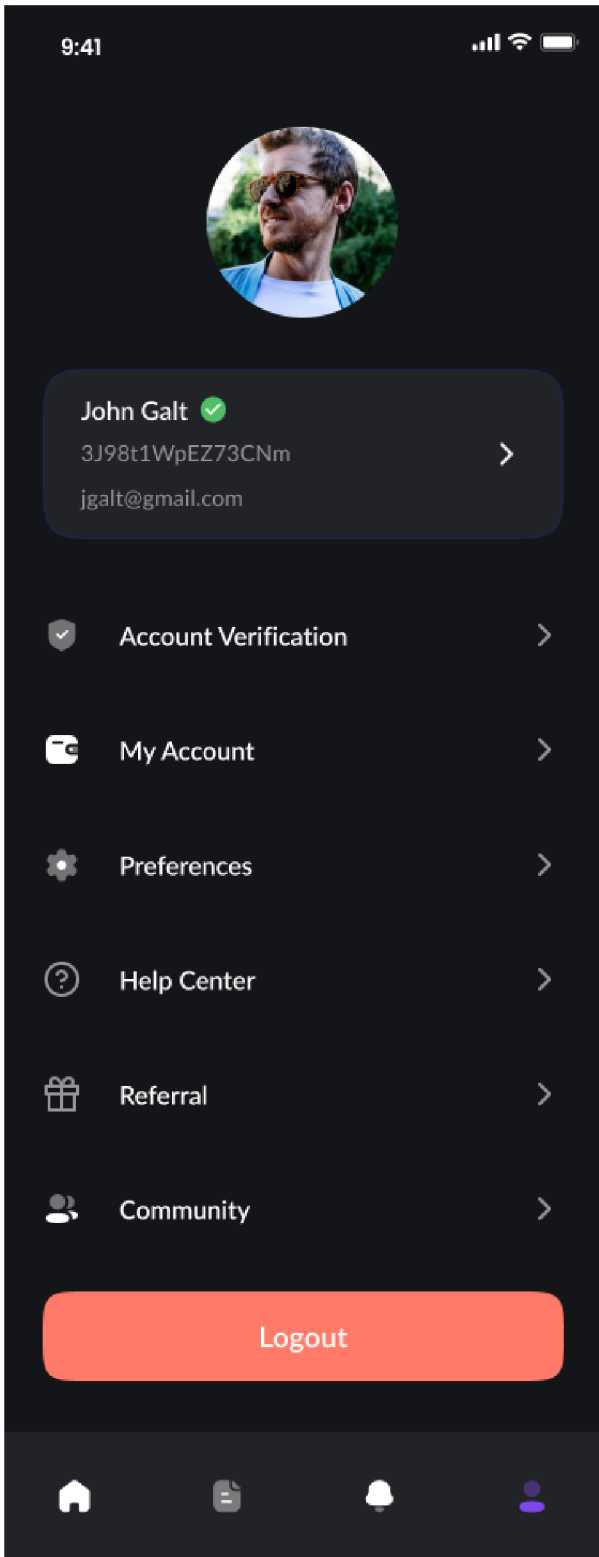 9:41
John Galt
3J98t1WpEZ73CNm
jgalt@gmail.com
Account Verification
My Account
Preferences
Help Center
Referral
Community
Logout